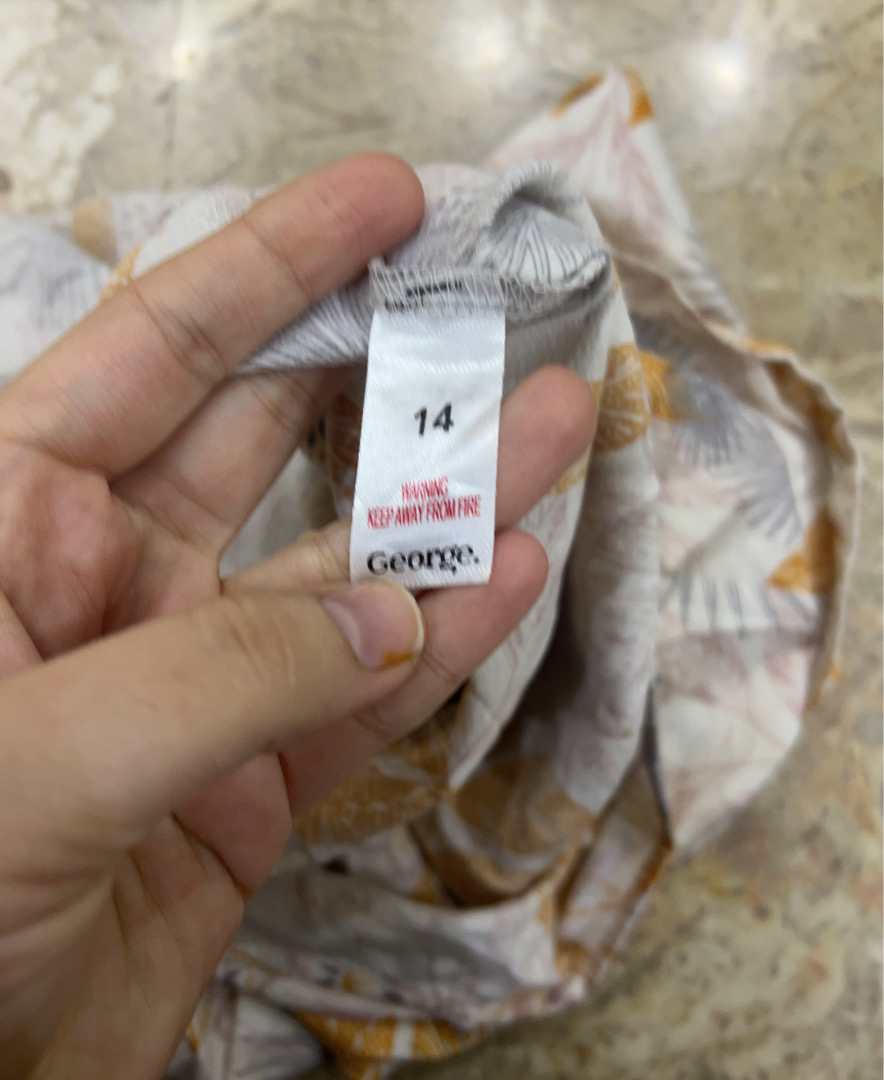 14
WARNING
KEEP AWAY FROM FIRE
George.